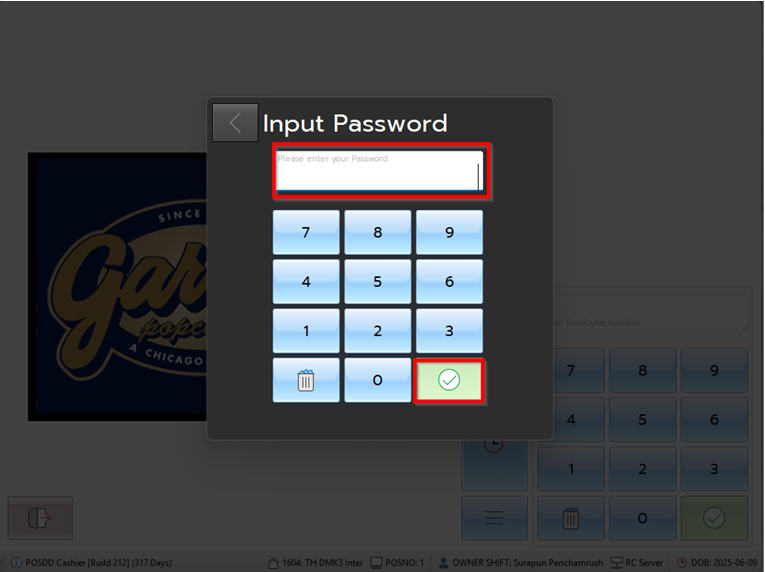 Input Password
Please enter your Password
7 8 9
4 5 6
1 2 3
0
SINCE
Gar
popc
A CHICAGO
Employee Number
7 8 9
4 5 6
1 2 3
0
POSDD Cashier [Build 212] (317 Days) 1604: TH DMK3 Inter POSNO: 1 OWNER SHIFT: Surapun Penchamrush RC Server DOB: 2025-06-09